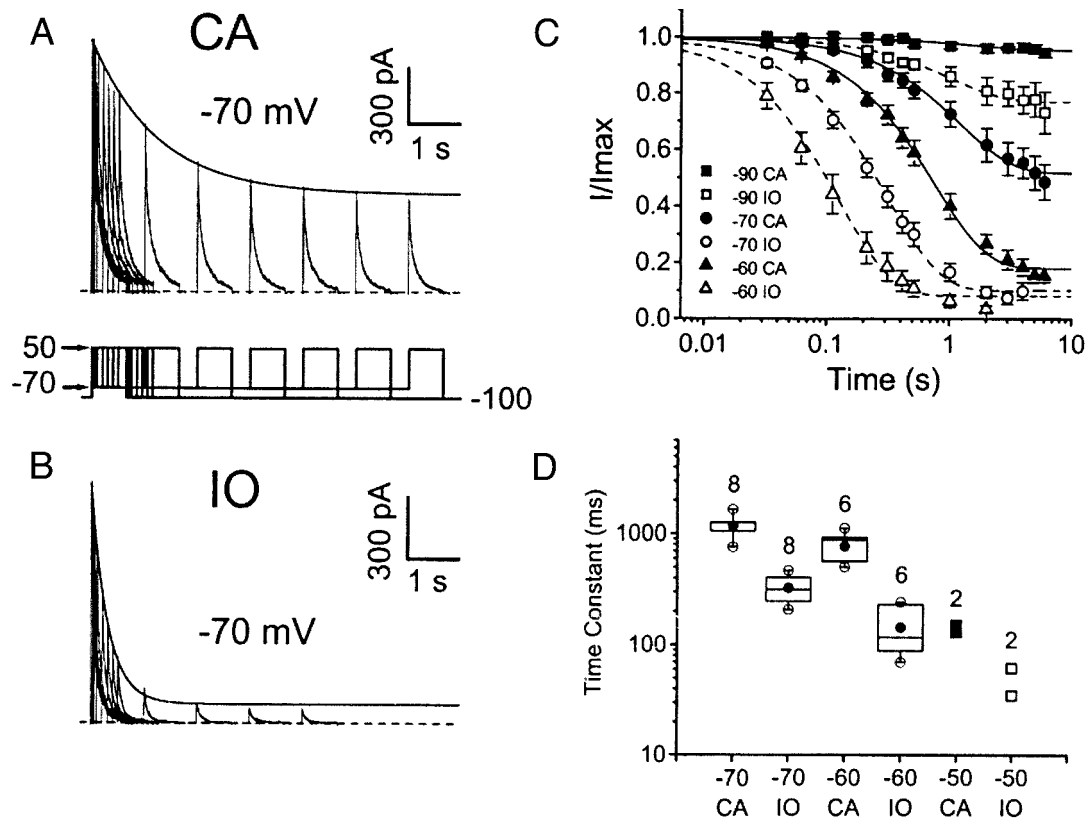 A
CA
-70 mV
300 pA
1 s
50
-70
-100
B
IO
-70 mV
300 pA
1 s
C
I/Imax
1.0
0.8
0.6
0.4
0.2
0.0
-90 CA
-90 IO
-70 CA
-70 IO
-60 CA
-60 IO
0.01
0.1
1
10
Time (s)
D
Time Constant (ms)
1000
100
10
8
8
6
6
2
2
-70 -70 -60 -60 -50 -50
CA IO CA IO CA IO